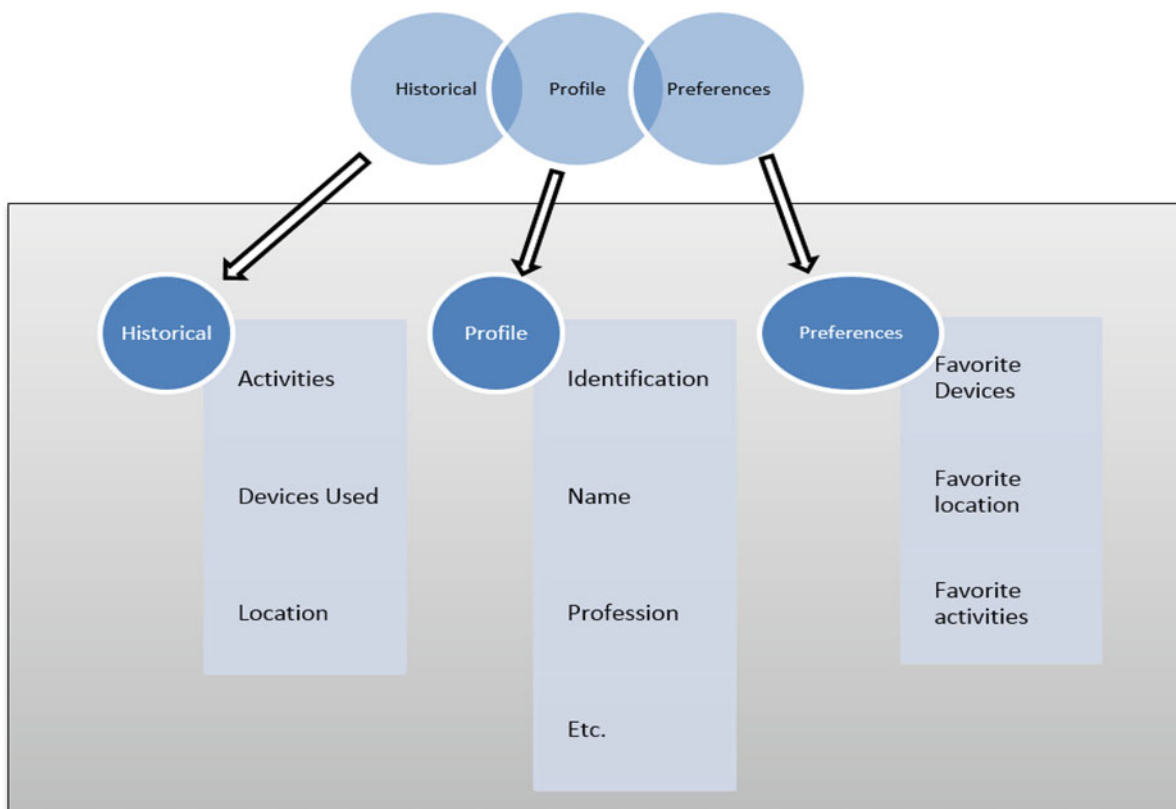 Historical
Profile
Preferences
Historical
Activities
Devices Used
Location
Profile
Identification
Name
Profession
Etc.
Preferences
Favorite
Devices
Favorite
location
Favorite
activities